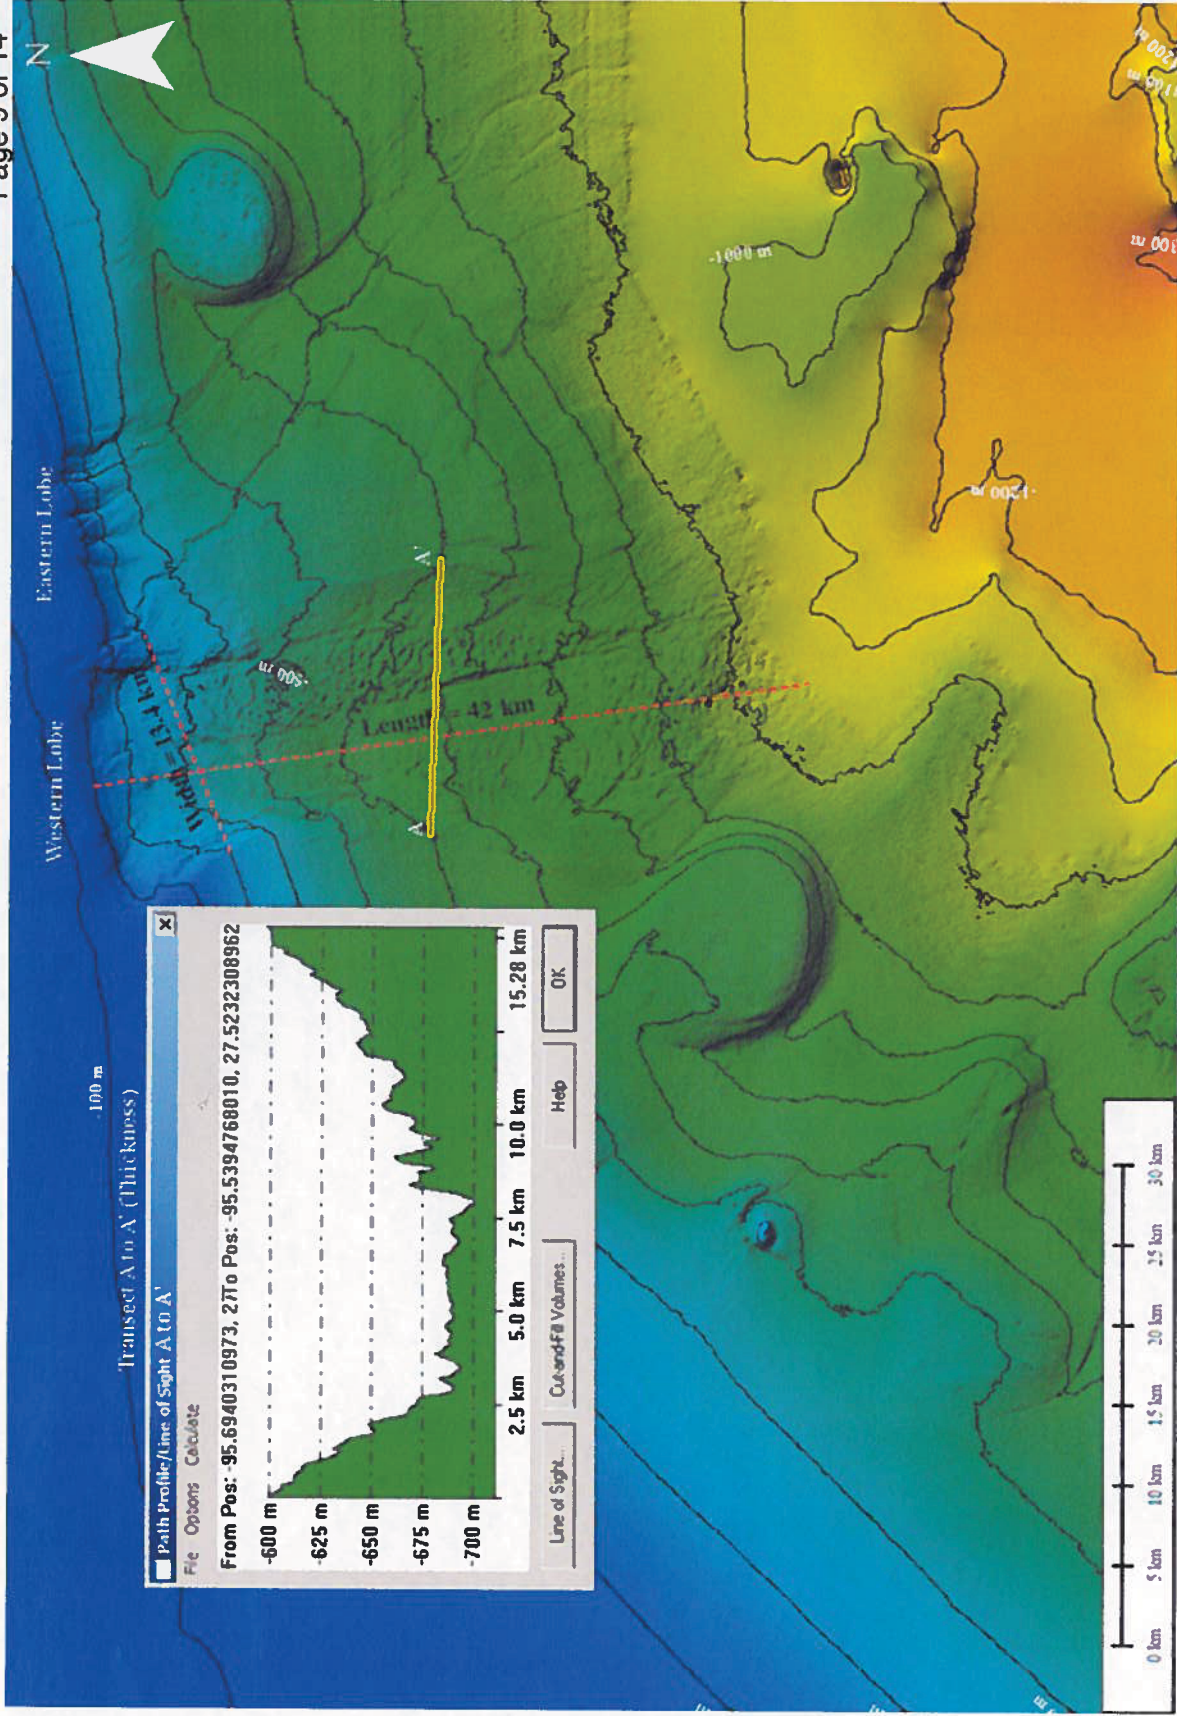 Page 5 of 14
N
Eastern Lobe
Western Lobe
-100 m
Transect A to A' (Thickness)
Width= 13.4 km
-500 m
Length = 42 km
A
A'
-1000 m
-1200 m
-1200 m
-1100 m
Path Profile/Line of Sight A to A'
File Options Calculate
From Pos: -95.6940310973, 27To Pos: -95.5394768010, 27.5232308962
-600 m
-625 m
-650 m
-675 m
-700 m
2.5 km 5.0 km 7.5 km 10.0 km 15.28 km
Line of Sight... Cut-and-Fill Volumes... Help OK
0 km 5 km 10 km 15 km 20 km 25 km 30 km